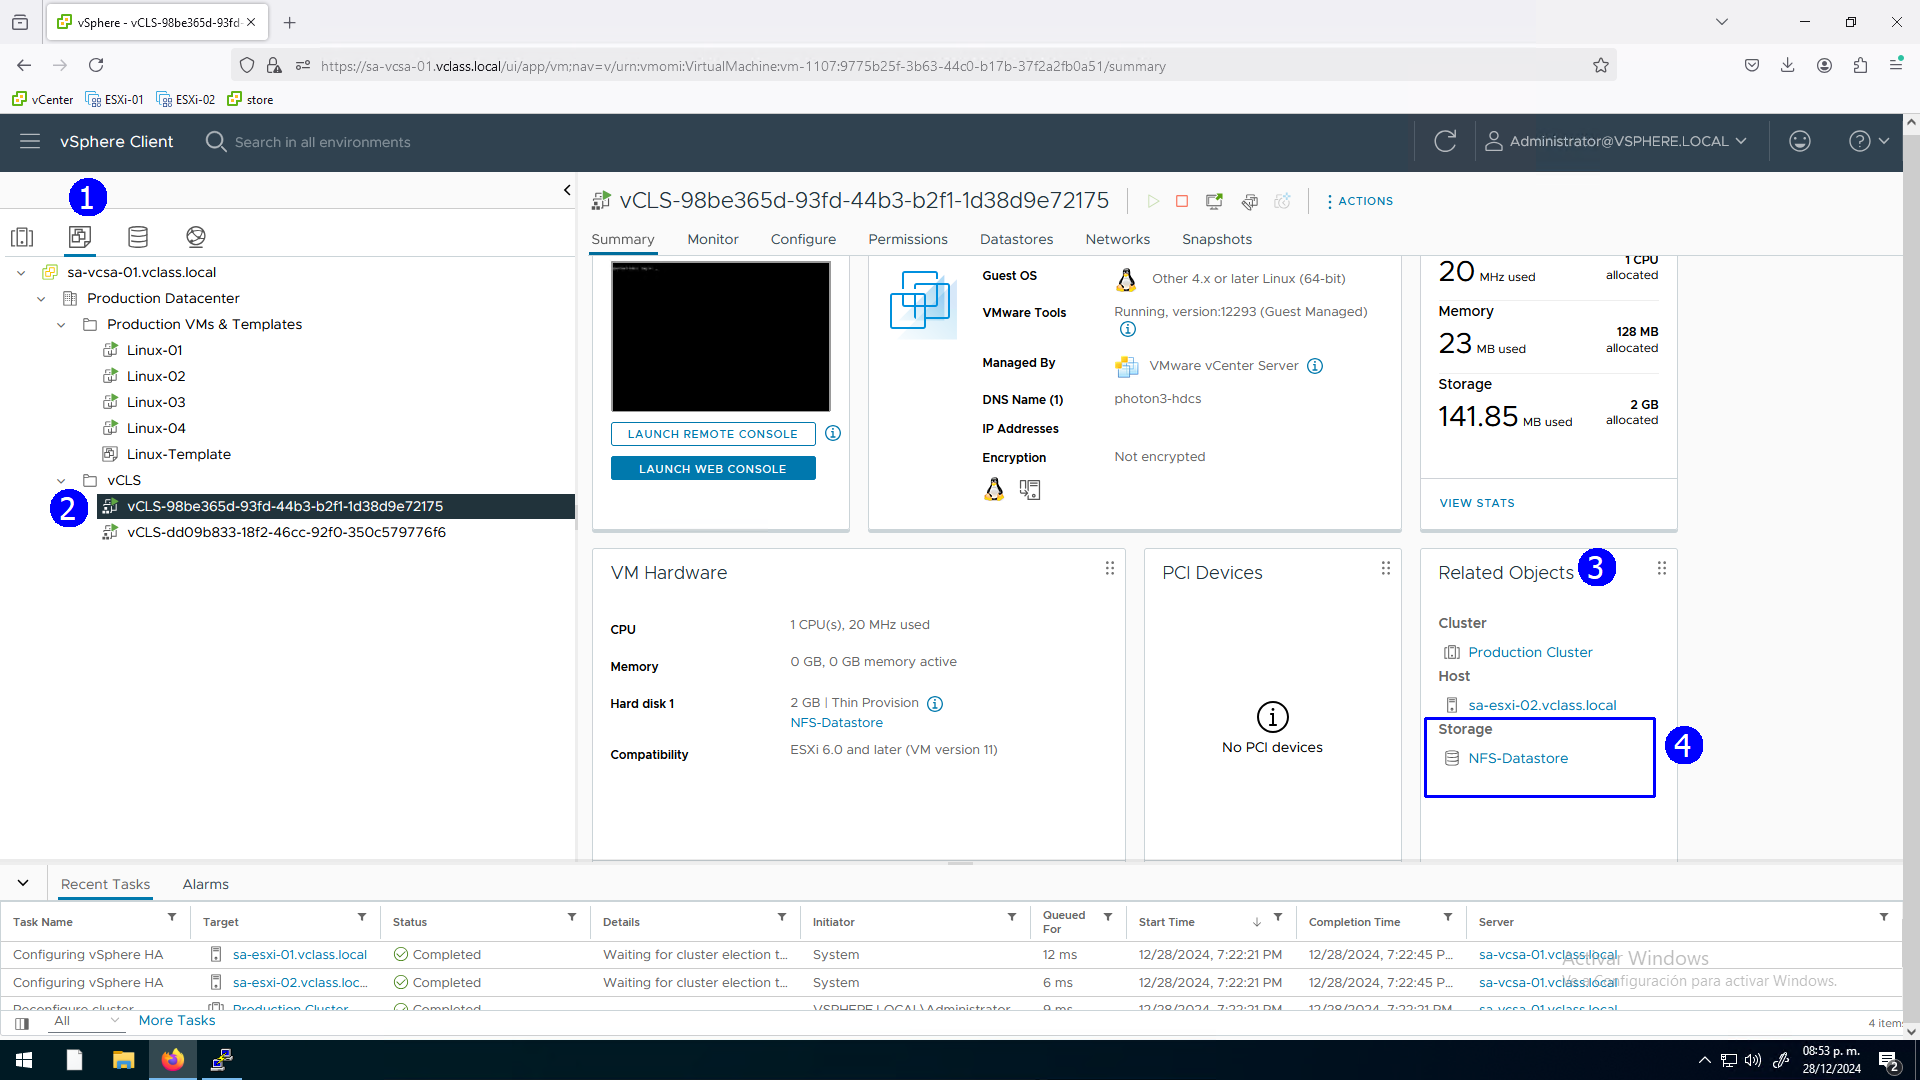 vSphere - vCLS-98be365d-93fd-
https://sa-vcsa-01.vclass.local/ui/app/vm;nav=v/urn:vmomi:VirtualMachine:vm-1107:9775b25f-3b63-44c0-b17b-37f2a2fb0a51/summary
vCenter ESXi-01 ESXi-02 store
vSphere Client Search in all environments Administrator@VSPHERE.LOCAL
1
vCLS-98be365d-93fd-44b3-b2f1-1d38d9e72175 ACTIONS
Summary Monitor Configure Permissions Datastores Networks Snapshots
sa-vcsa-01.vclass.local
Production Datacenter
Production VMs & Templates
Linux-01
Linux-02
Linux-03
Linux-04
Linux-Template
vCLS
2
vCLS-98be365d-93fd-44b3-b2f1-1d38d9e72175
vCLS-dd09b833-18f2-46cc-92f0-350c579776f6
LAUNCH REMOTE CONSOLE
LAUNCH WEB CONSOLE
Guest OS Other 4.x or later Linux (64-bit)
VMware Tools Running, version:12293 (Guest Managed)
Managed By VMware vCenter Server
DNS Name (1) photon3-hdcs
IP Addresses
Encryption Not encrypted
1 CPU
20 MHz used allocated
Memory
128 MB
23 MB used allocated
Storage
2 GB
141.85 MB used allocated
VIEW STATS
VM Hardware
CPU 1 CPU(s), 20 MHz used
Memory 0 GB, 0 GB memory active
Hard disk 1 2 GB | Thin Provision
NFS-Datastore
Compatibility ESXi 6.0 and later (VM version 11)
PCI Devices
No PCI devices
Related Objects 3
Cluster
Production Cluster
Host
sa-esxi-02.vclass.local
Storage
NFS-Datastore
4
Recent Tasks Alarms
Task Name Target Status Details Initiator Queued For Start Time Completion Time Server
Configuring vSphere HA sa-esxi-01.vclass.local Completed Waiting for cluster election t... System 12 ms 12/28/2024, 7:22:21 PM 12/28/2024, 7:22:45 P... sa-vcsa-01.vclass.local
Configuring vSphere HA sa-esxi-02.vclass.loc... Completed Waiting for cluster election t... System 6 ms 12/28/2024, 7:22:21 PM 12/28/2024, 7:22:45 P... sa-vcsa-01.vclass.local
Reconfigure cluster Production Cluster Completed VSPHERE.LOCAL\Administrator 9 ms 12/28/2024, 7:22:21 PM 12/28/2024, 7:22:21 PM sa-vcsa-01.vclass.local
Activar Windows
Ve a Configuración para activar Windows.
All More Tasks 4 items
08:53 p. m.
28/12/2024
2